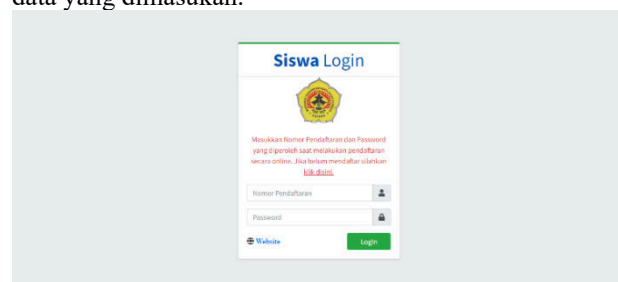 data yang dimasukan.
Siswa Login
Masukkan Nomor Pendaftaran dan Password
yang diperoleh saat melakukan pendaftaran
secara online. Jika belum mendaftar silahkan
klik disini.
Nomor Pendaftaran
Password
Website
Login